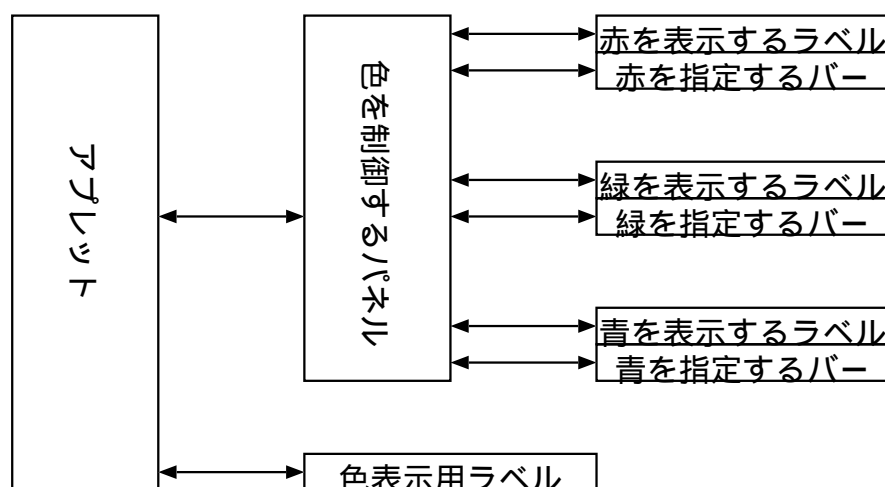 アプレット
色を制御するパネル
赤を表示するラベル
赤を指定するバー
緑を表示するラベル
緑を指定するバー
青を表示するラベル
青を指定するバー
色表示用ラベル